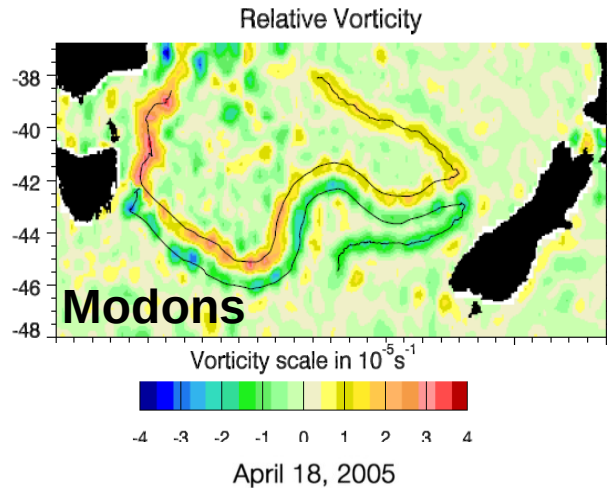 Relative Vorticity
-38
-40
-42
-44
-46
-48
Modons
Vorticity scale in 10⁻⁵s⁻¹
-4 -3 -2 -1 0 1 2 3 4
April 18, 2005